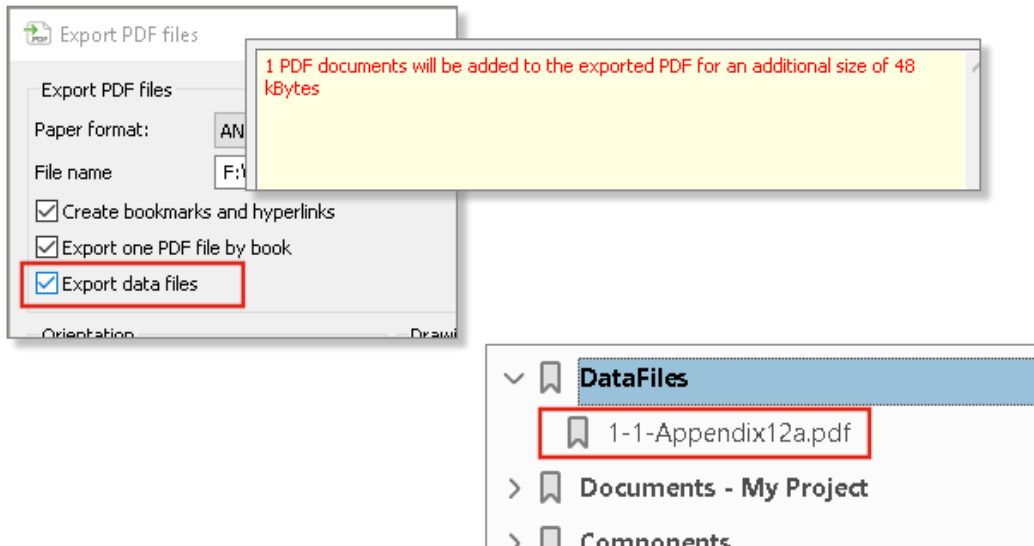 Export PDF files
1 PDF documents will be added to the exported PDF for an additional size of 48
kBytes
Export PDF files
Paper format: AN
File name F:\
Create bookmarks and hyperlinks
Export one PDF file by book
Export data files
Orientation Drawi
DataFiles
1-1-Appendix12a.pdf
Documents - My Project
Components